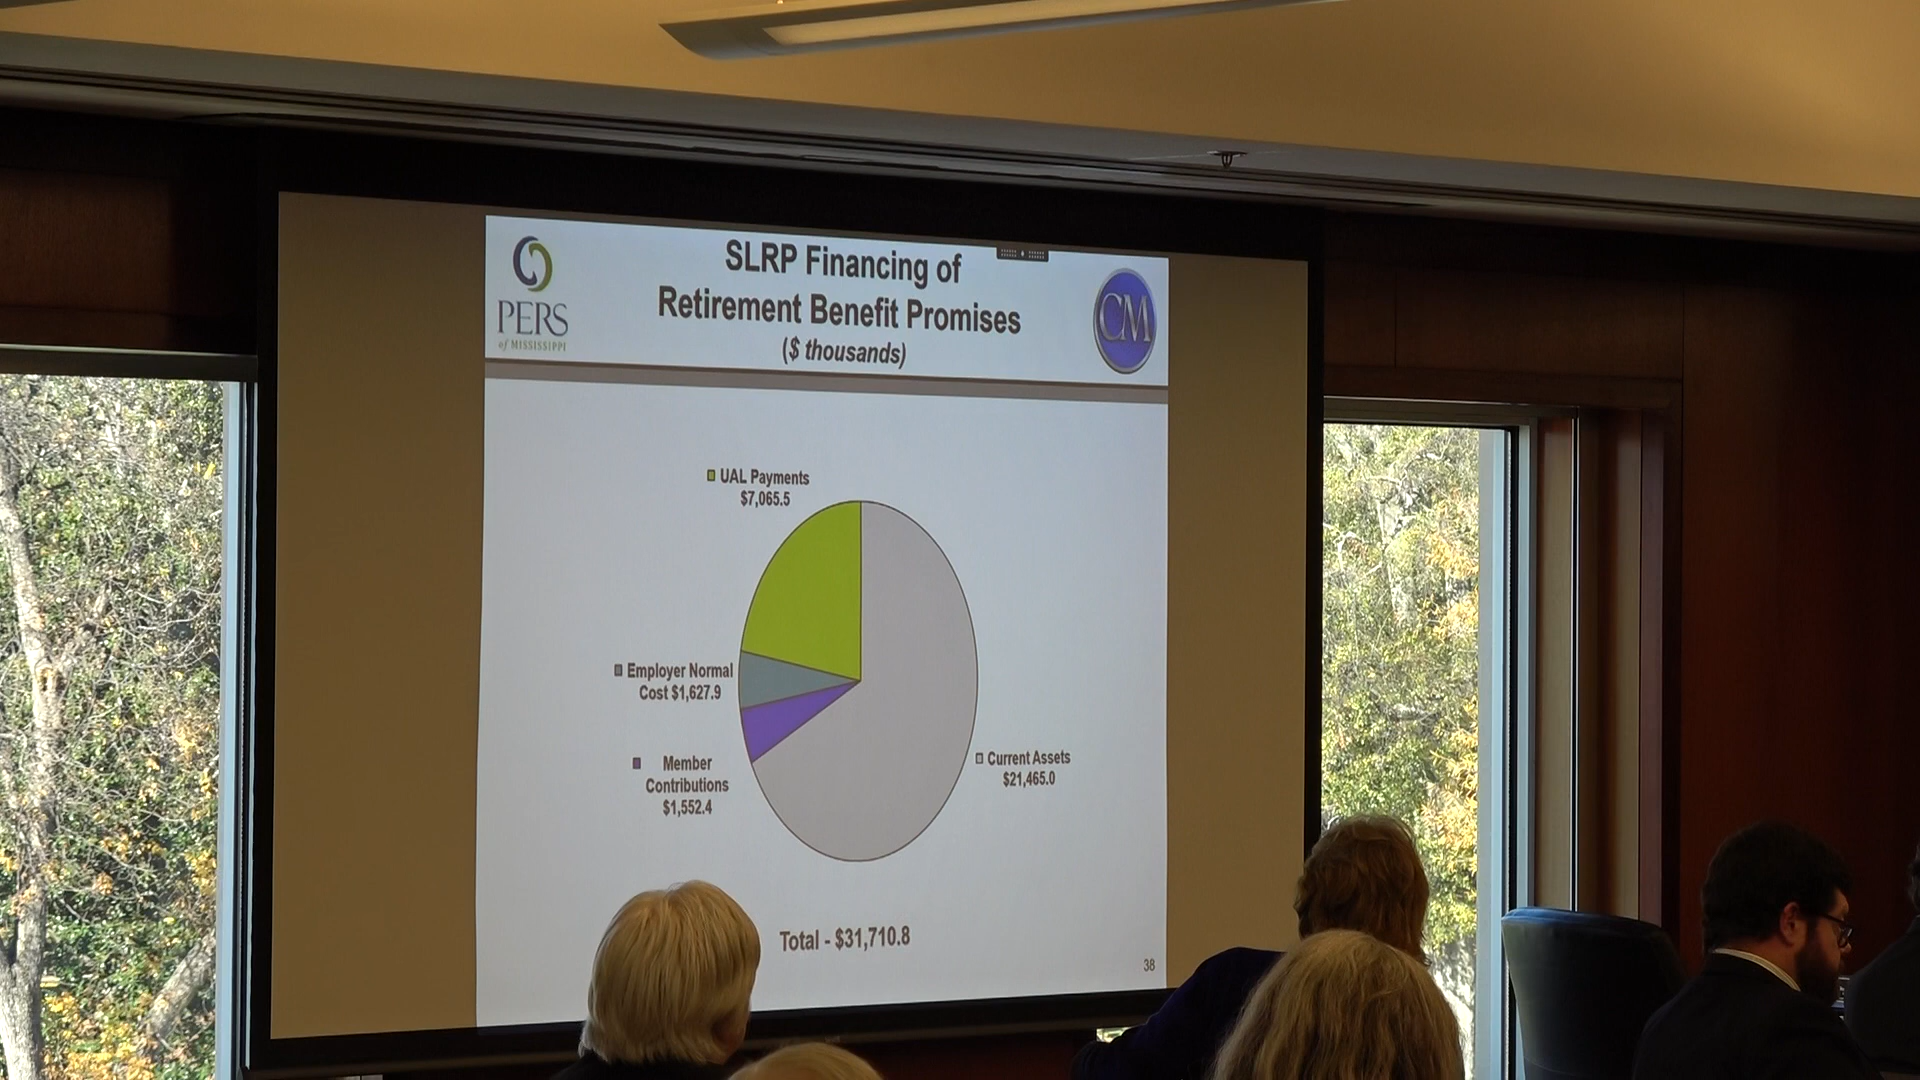 SLRP Financing of
Retirement Benefit Promises
($ thousands)
PERS
of MISSISSIPPI
CM
UAL Payments
$7,065.5
Employer Normal
Cost $1,627.9
Member
Contributions
$1,552.4
Current Assets
$21,465.0
Total - $31,710.8
38